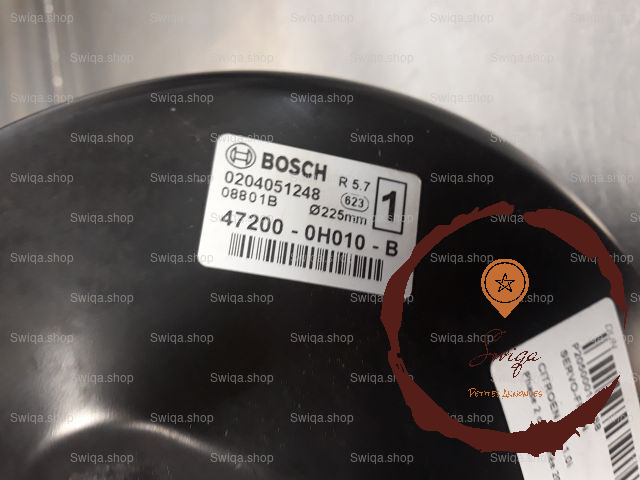 BOSCH
R 5.7
0204051248
623
1
08801B
Ø225mm
47200 - 0H010 - B
Swiqa
PETITES ANNONCES
CITROEN
SERVO-F
Swiqa.shop